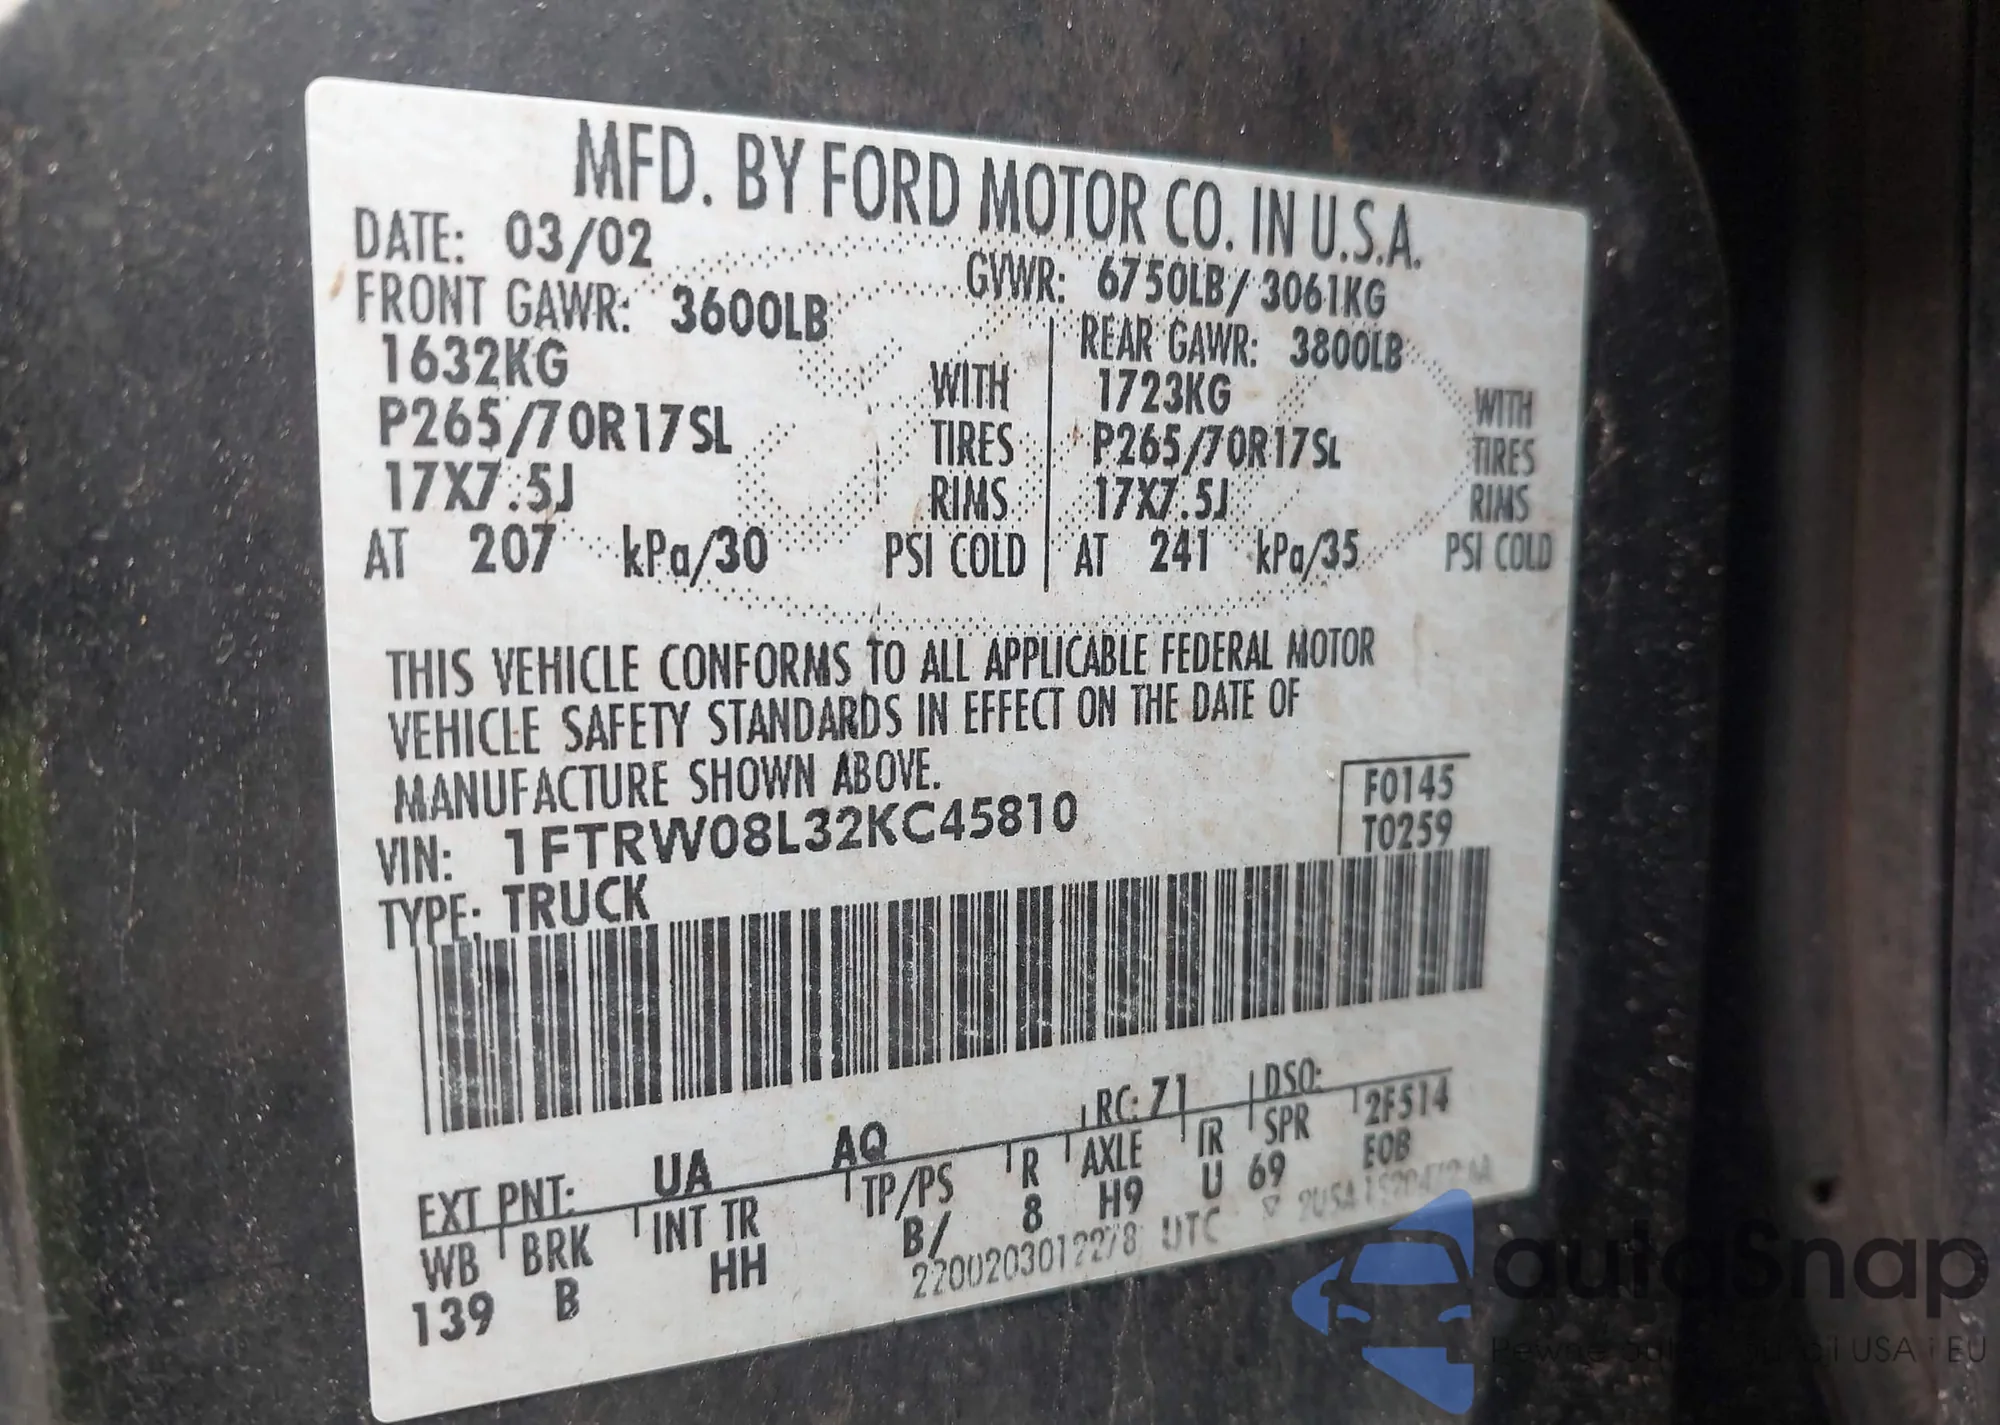 MFD. BY FORD MOTOR CO. IN U.S.A.
DATE: 03/02 GVWR: 6750LB/3061KG
FRONT GAWR: 3600LB REAR GAWR: 3800LB
1632KG WITH 1723KG WITH
P265/70R17SL TIRES P265/70R17SL TIRES
17X7.5J RIMS 17X7.5J RIMS
AT 207 kPa/30 PSI COLD AT 241 kPa/35 PSI COLD
THIS VEHICLE CONFORMS TO ALL APPLICABLE FEDERAL MOTOR
VEHICLE SAFETY STANDARDS IN EFFECT ON THE DATE OF
MANUFACTURE SHOWN ABOVE.
F0145
VIN: 1FTRW08L32KC45810 T0259
TYPE: TRUCK
EXT PNT: UA AQ RC: 71 DSO:
WB BRK INT TR TP/PS R AXLE TR SPR 2F514
139 B HH B/ 8 H9 U 69 EOB
2200203012278 UTC
autoSnap
USA i EU